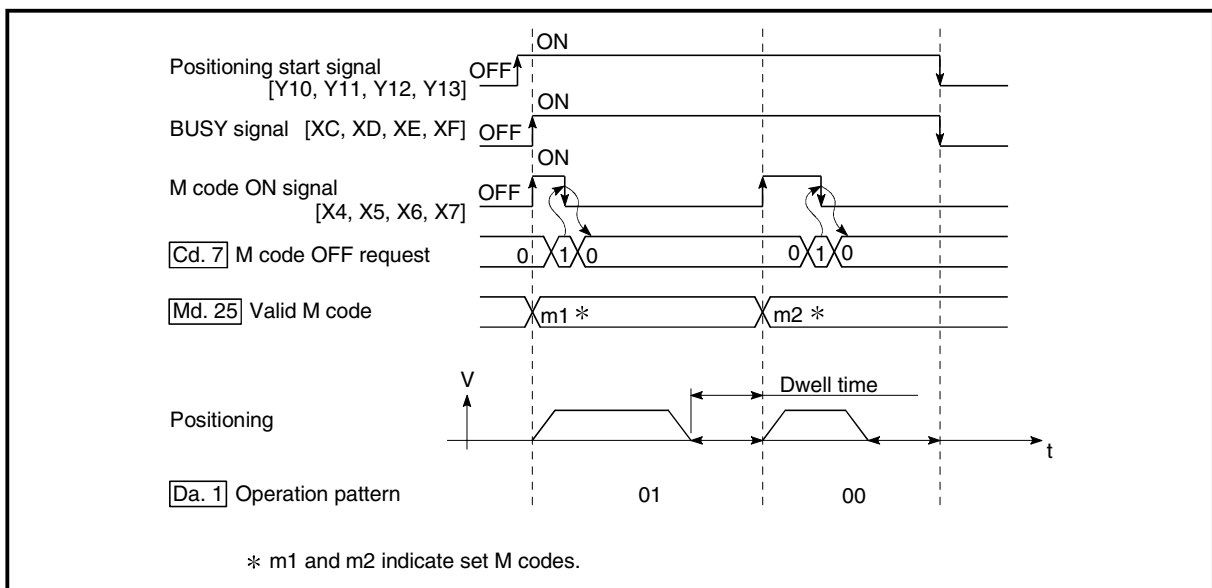 ON
Positioning start signal
OFF
[Y10, Y11, Y12, Y13]
ON
BUSY signal [XC, XD, XE, XF] OFF
ON
M code ON signal
OFF
[X4, X5, X6, X7]
Cd. 7 M code OFF request 0 1 0 0 1 0
Md. 25 Valid M code m1 * m2 *
V
Dwell time
Positioning
t
Da. 1 Operation pattern 01 00
* m1 and m2 indicate set M codes.